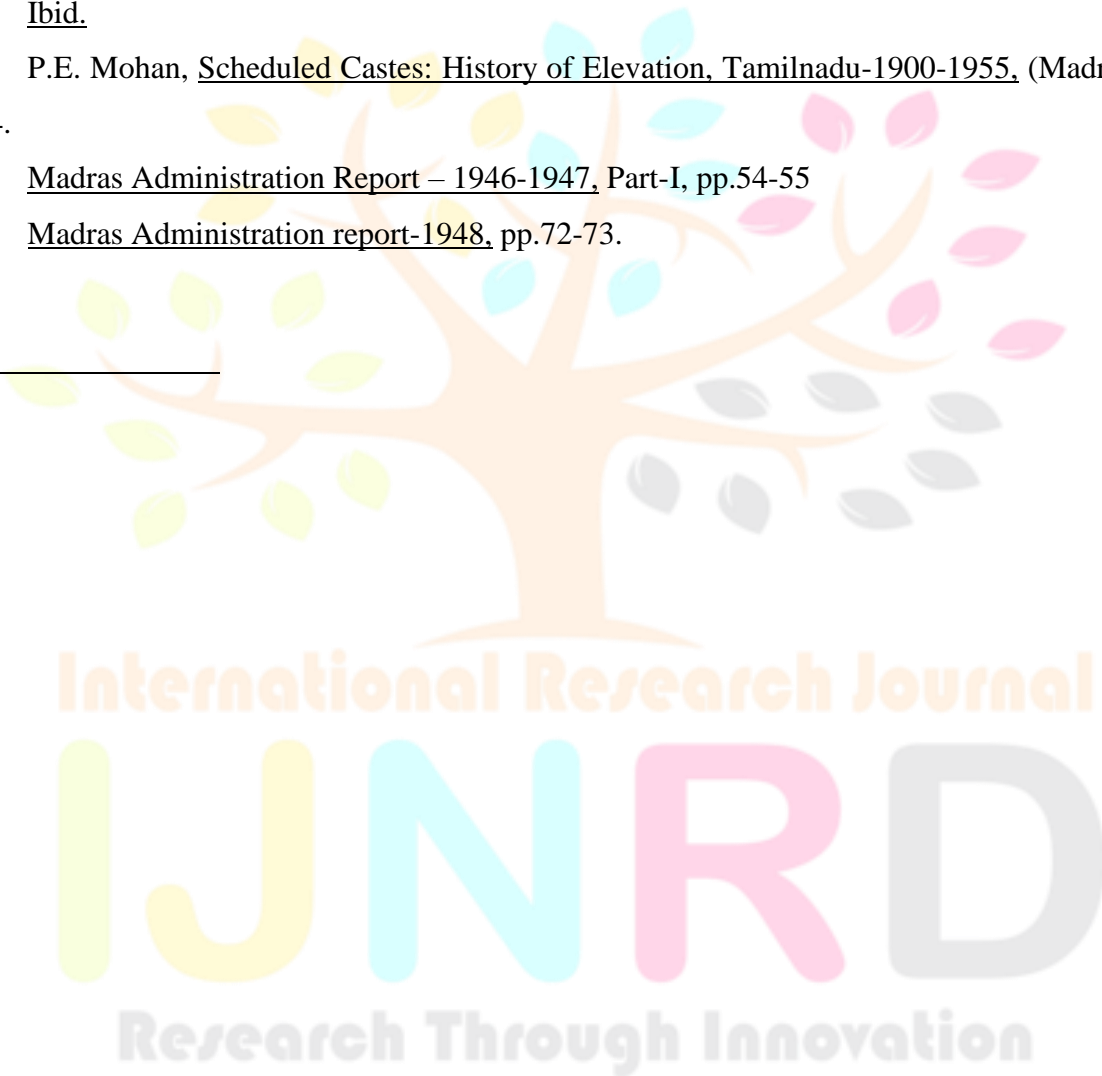 Ibid.
P.E. Mohan, Scheduled Castes: History of Elevation, Tamilnadu-1900-1955, (Madr
.
Madras Administration Report – 1946-1947, Part-I, pp.54-55
Madras Administration report-1948, pp.72-73.
International Research Journal
IJNRD
Research Through Innovation